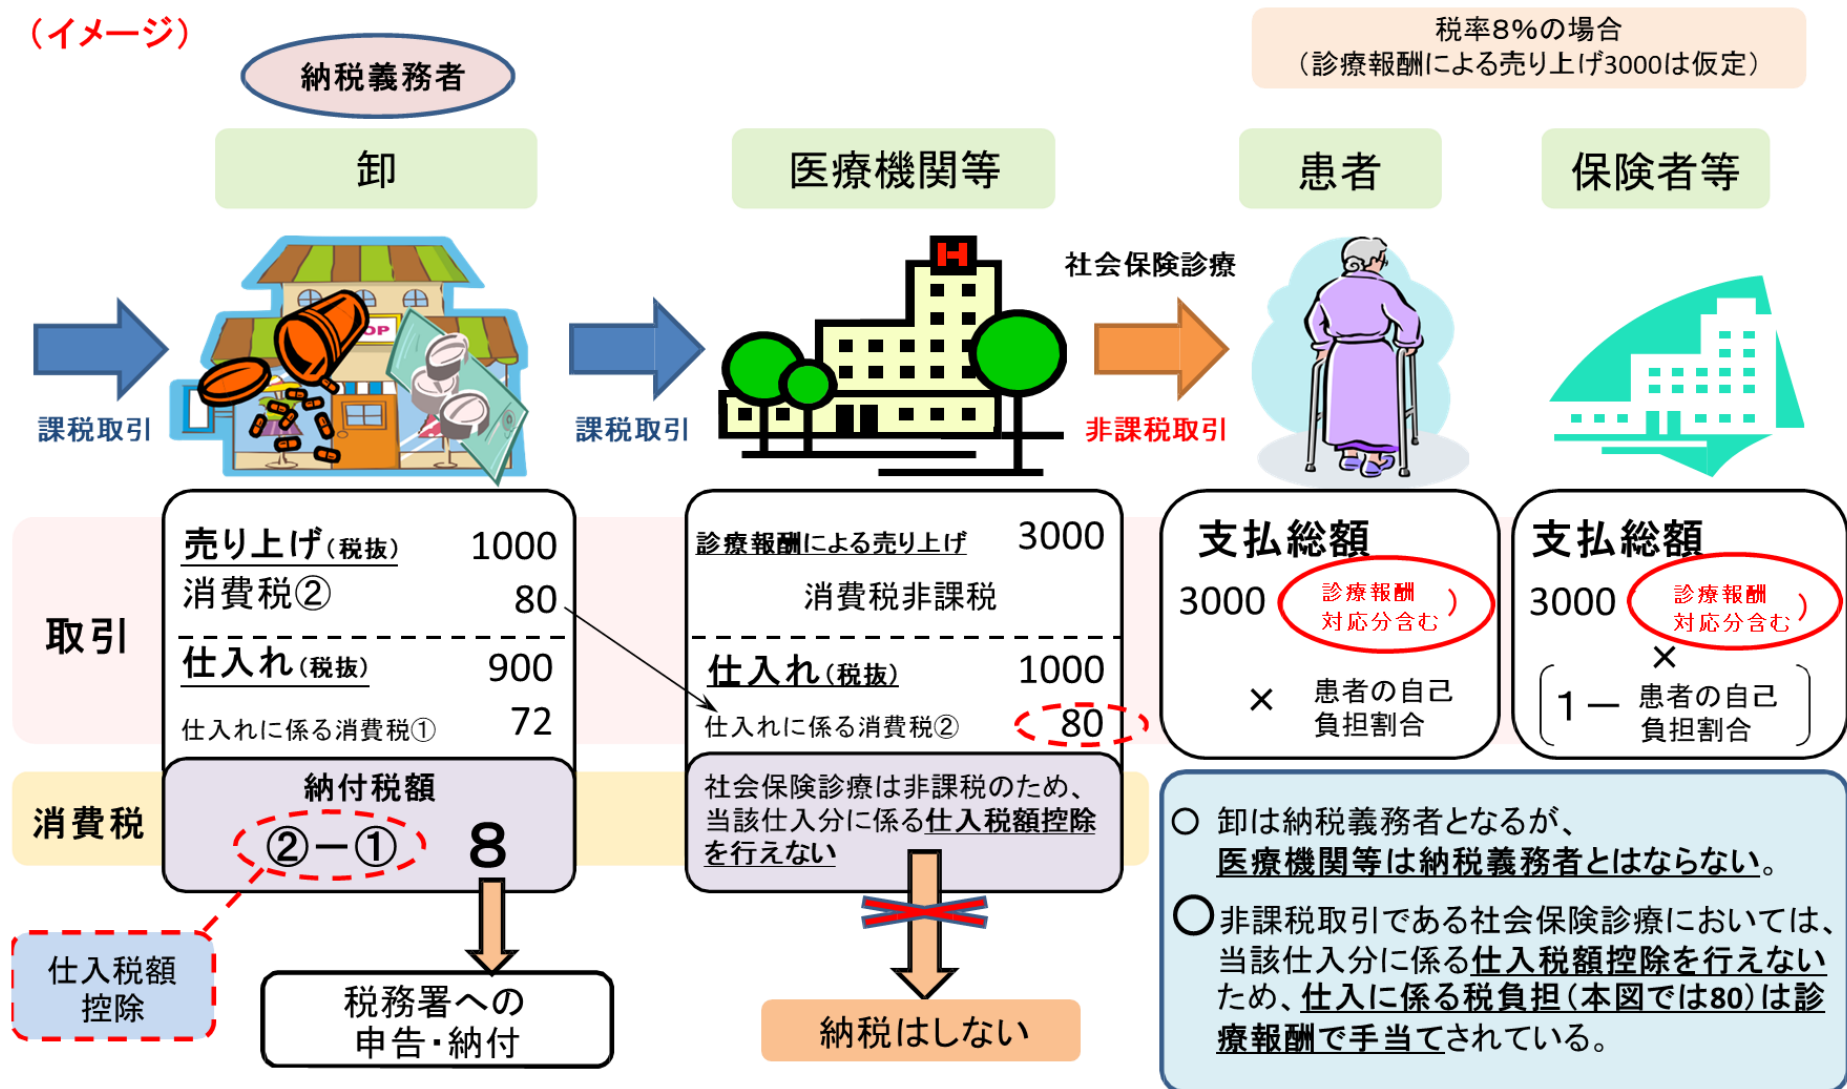 （イメージ）
納税義務者
税率8％の場合
（診療報酬による売り上げ3000は仮定）
卸
医療機関等
患者
保険者等
社会保険診療
H
OP
課税取引
課税取引
非課税取引
取引
売り上げ（税抜） 1000
消費税② 80
仕入れ（税抜） 900
仕入れに係る消費税① 72
診療報酬による売り上げ 3000
消費税非課税
仕入れ（税抜） 1000
仕入れに係る消費税② 80
支払総額
3000 診療報酬
対応分含む）
× 患者の自己
負担割合
支払総額
3000 診療報酬
対応分含む）
×
（1－患者の自己
負担割合）
消費税
納付税額
②－① 8
社会保険診療は非課税のため、
当該仕入分に係る仕入税額控除
を行えない
仕入税額
控除
税務署への
申告・納付
納税はしない
○ 卸は納税義務者となるが、
医療機関等は納税義務者とはならない。
○ 非課税取引である社会保険診療においては、
当該仕入分に係る仕入税額控除を行えない
ため、仕入に係る税負担（本図では80）は診
療報酬で手当てされている。